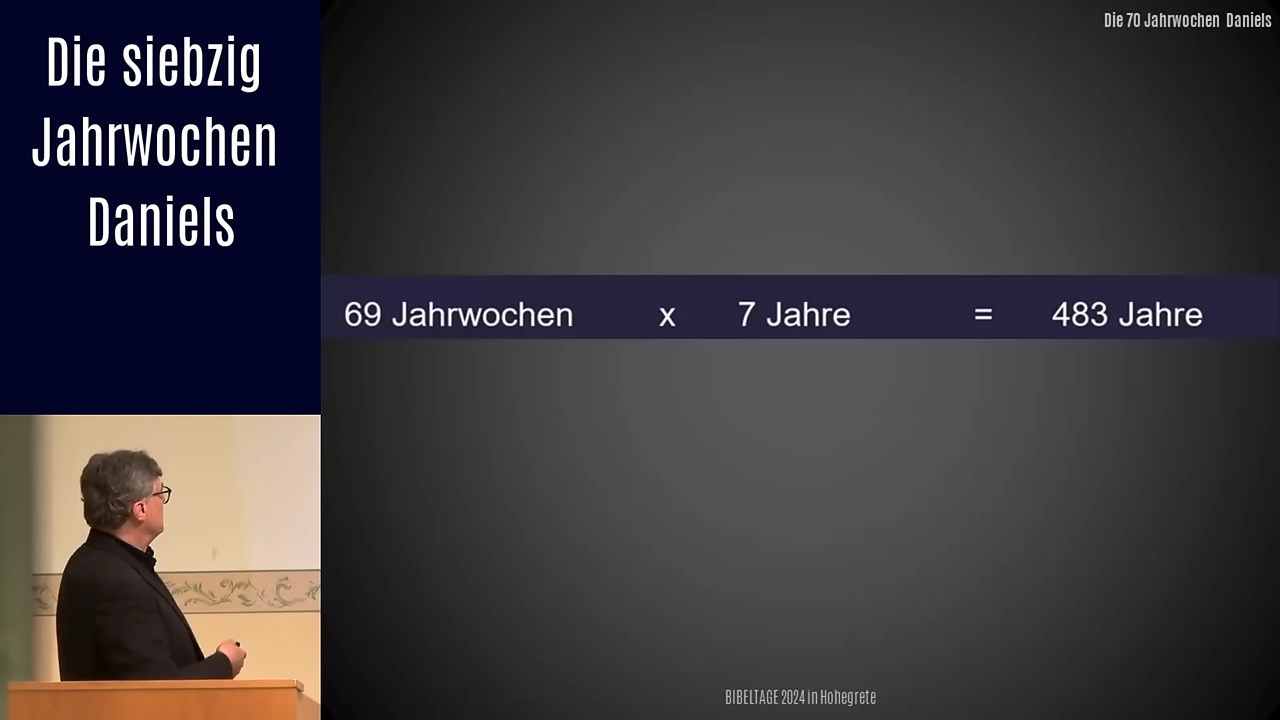 Die siebzig
Jahrwochen
Daniels
Die 70 Jahrwochen Daniels
69 Jahrwochen x 7 Jahre = 483 Jahre
BIBELTAGE 2024 in Hohegrete